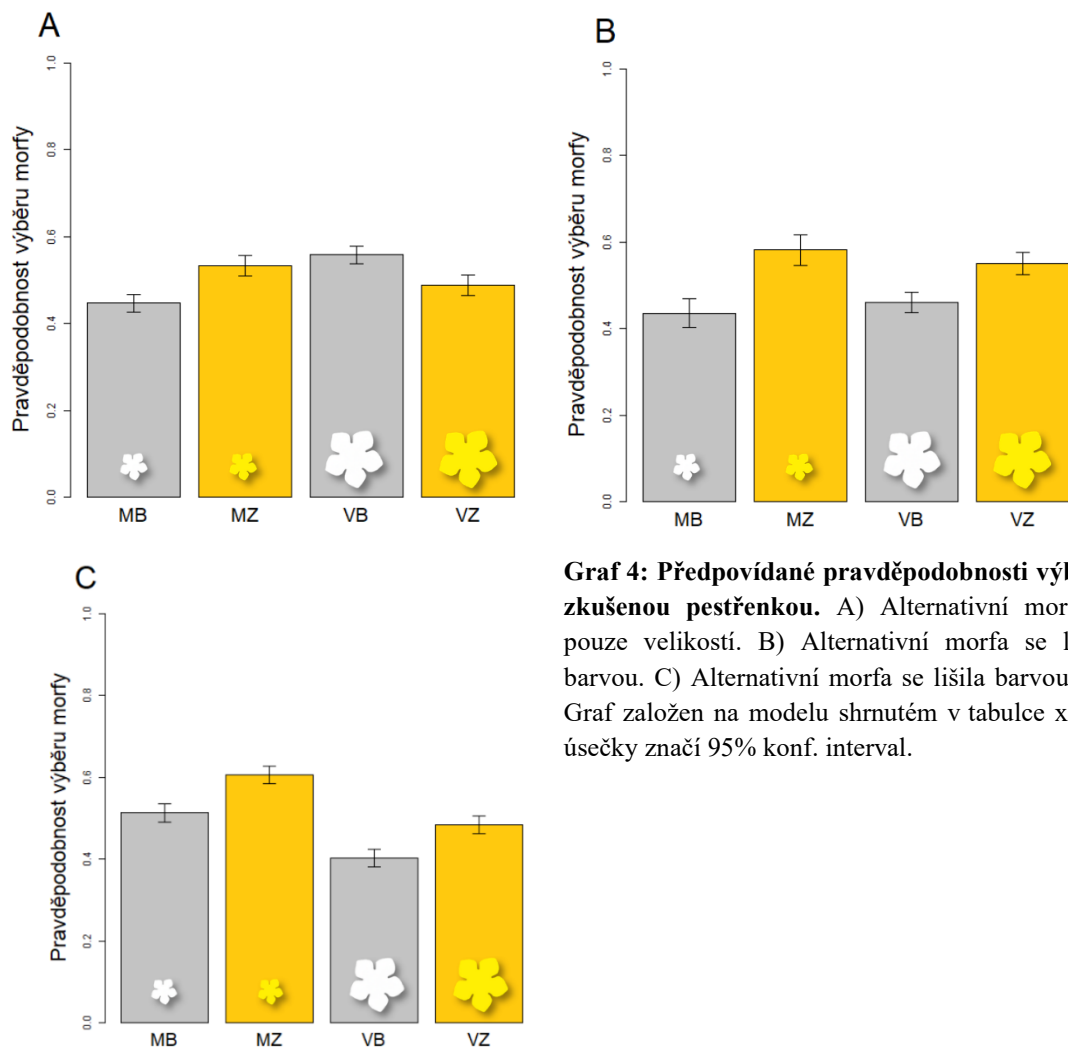 A
Pravděpodobnost výběru morfy
1.0
0.8
0.6
0.4
0.2
0.0
MB MZ VB VZ
B
Pravděpodobnost výběru morfy
1.0
0.8
0.6
0.4
0.2
0.0
MB MZ VB VZ
C
Pravděpodobnost výběru morfy
1.0
0.8
0.6
0.4
0.2
0.0
MB MZ VB VZ
Graf 4: Předpovídané pravděpodobnosti
zkušenou pestřenkou. A) Alternativní
pouze velikostí. B) Alternativní morfa se
barvou. C) Alternativní morfa se lišila barvou
Graf založen na modelu shrnutém v tabulce
úsečky značí 95% konf. interval.